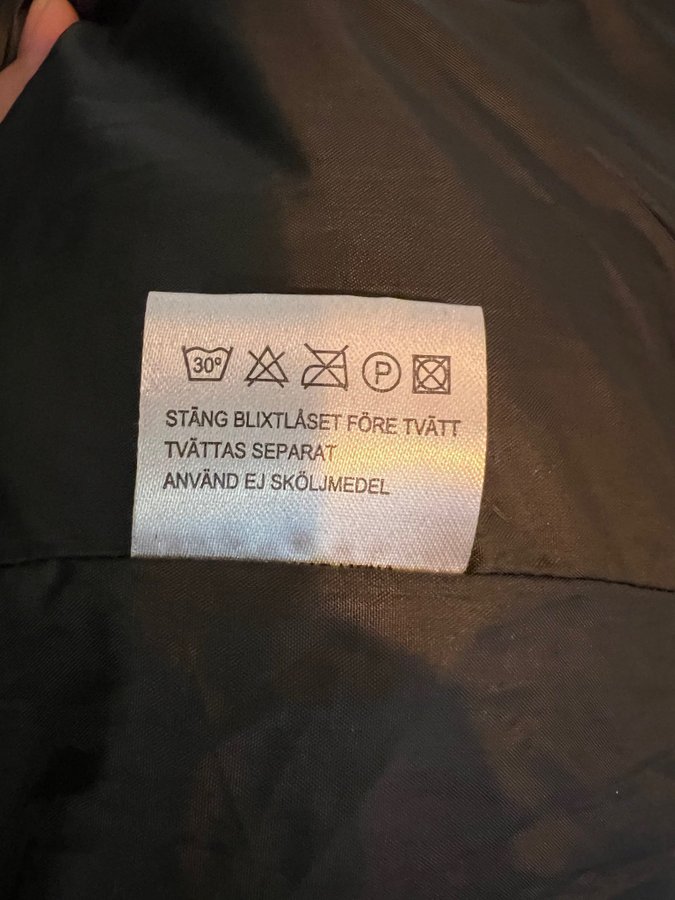 30°
P
STÄNG BLIXTLÅSET FÖRE TVÄTT
TVÄTTAS SEPARAT
ANVÄND EJ SKÖLJMEDEL